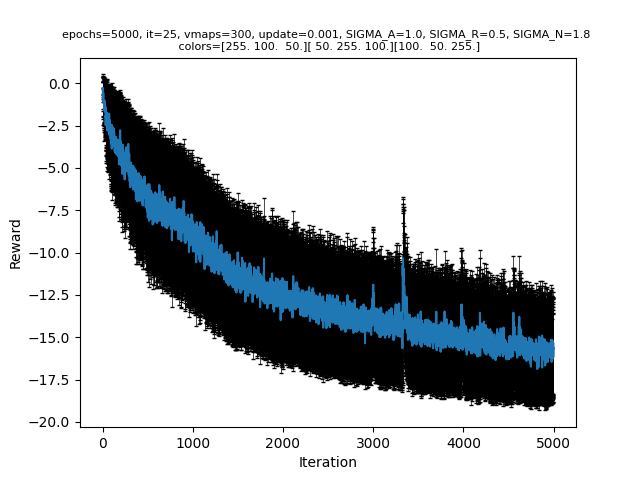 epochs=5000, it=25, vmaps=300, update=0.001, SIGMA_A=1.0, SIGMA_R=0.5, SIGMA_N=1.8
colors=[255. 100.  50.][ 50. 255. 100.][100.  50. 255.]
0.0
−2.5
−5.0
−7.5
−10.0
−12.5
−15.0
−17.5
−20.0
Reward
0 1000 2000 3000 4000 5000
Iteration